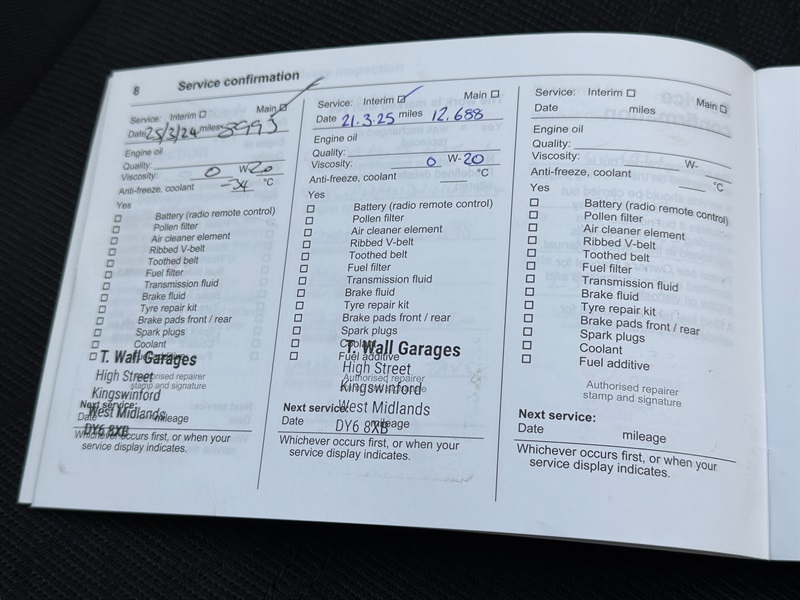 8 Service confirmation
Service: Interim ☐ Main ☑
Date 25/3/24 miles 8993
Engine oil
Quality:
Viscosity: 0 W-20
Anti-freeze, coolant -34 °C
Yes
☐ Battery (radio remote control)
☐ Pollen filter
☐ Air cleaner element
☐ Ribbed V-belt
☐ Toothed belt
☐ Fuel filter
☐ Transmission fluid
☐ Brake fluid
☐ Tyre repair kit
☐ Brake pads front / rear
☐ Spark plugs
☐ Coolant
☐ Fuel additive
T. Wall Garages
High Street
Kingswinford
West Midlands
DY6 8XB
Authorised repairer
stamp and signature
Next service:
Date mileage
Whichever occurs first, or when your
service display indicates.
Service: Interim ☑ Main ☐
Date 21.3.25 miles 12.688
Engine oil
Quality:
Viscosity: 0 W-20
Anti-freeze, coolant °C
Yes
☐ Battery (radio remote control)
☐ Pollen filter
☐ Air cleaner element
☐ Ribbed V-belt
☐ Toothed belt
☐ Fuel filter
☐ Transmission fluid
☐ Brake fluid
☐ Tyre repair kit
☐ Brake pads front / rear
☐ Spark plugs
☐ Coolant
☐ Fuel additive
T. Wall Garages
High Street
Kingswinford
West Midlands
DY6 8XB
Authorised repairer
Next service:
Date mileage
Whichever occurs first, or when your
service display indicates.
Service: Interim ☐ Main ☐
Date miles
Engine oil
Quality:
Viscosity: W-
Anti-freeze, coolant °C
Yes
☐ Battery (radio remote control)
☐ Pollen filter
☐ Air cleaner element
☐ Ribbed V-belt
☐ Toothed belt
☐ Fuel filter
☐ Transmission fluid
☐ Brake fluid
☐ Tyre repair kit
☐ Brake pads front / rear
☐ Spark plugs
☐ Coolant
☐ Fuel additive
Authorised repairer
stamp and signature
Next service:
Date mileage
Whichever occurs first, or when your
service display indicates.